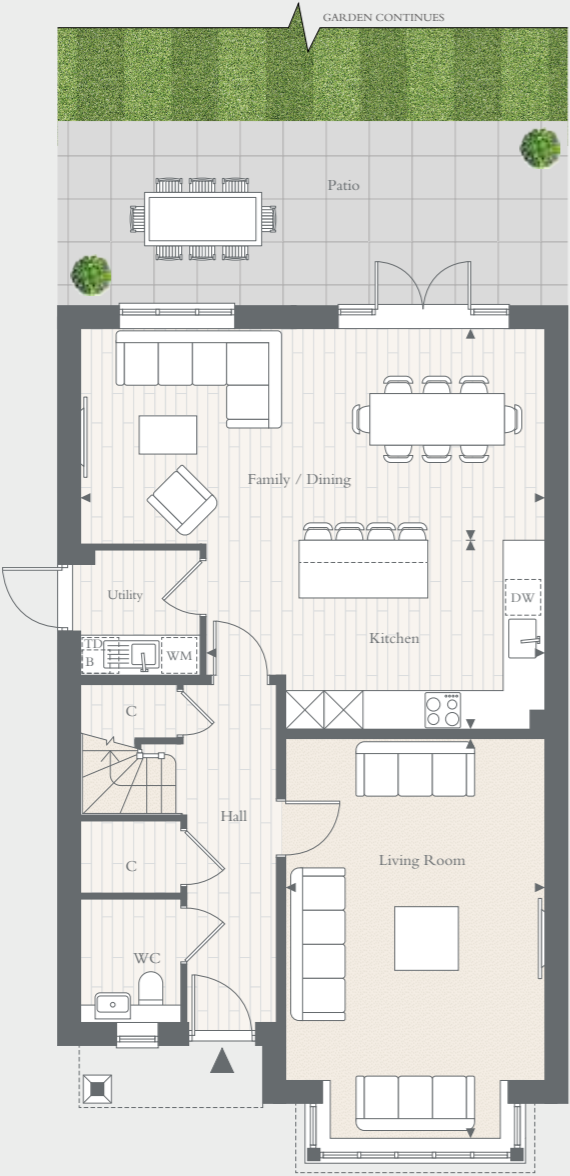 GARDEN CONTINUES
Patio
Family / Dining
Utility
DW
TD
B
WM
Kitchen
C
Hall
C
Living Room
WC